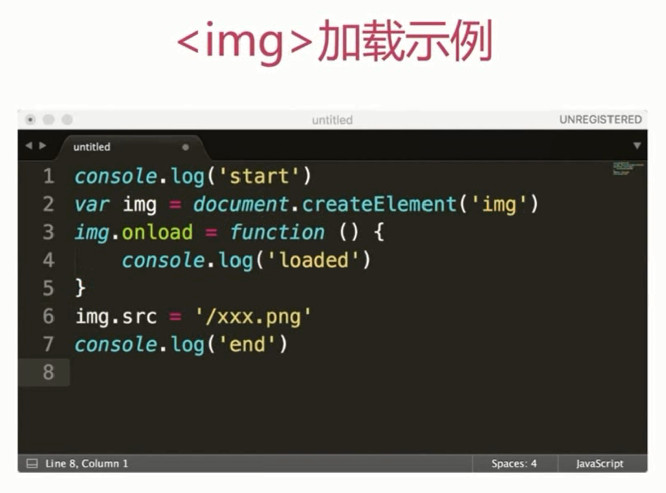 <img>加载示例
untitled
UNREGISTERED
untitled
1 console.log('start')
2 var img = document.createElement('img')
3 img.onload = function () {
4     console.log('loaded')
5 }
6 img.src = '/xxx.png'
7 console.log('end')
8
Line 8, Column 1
Spaces: 4
JavaScript